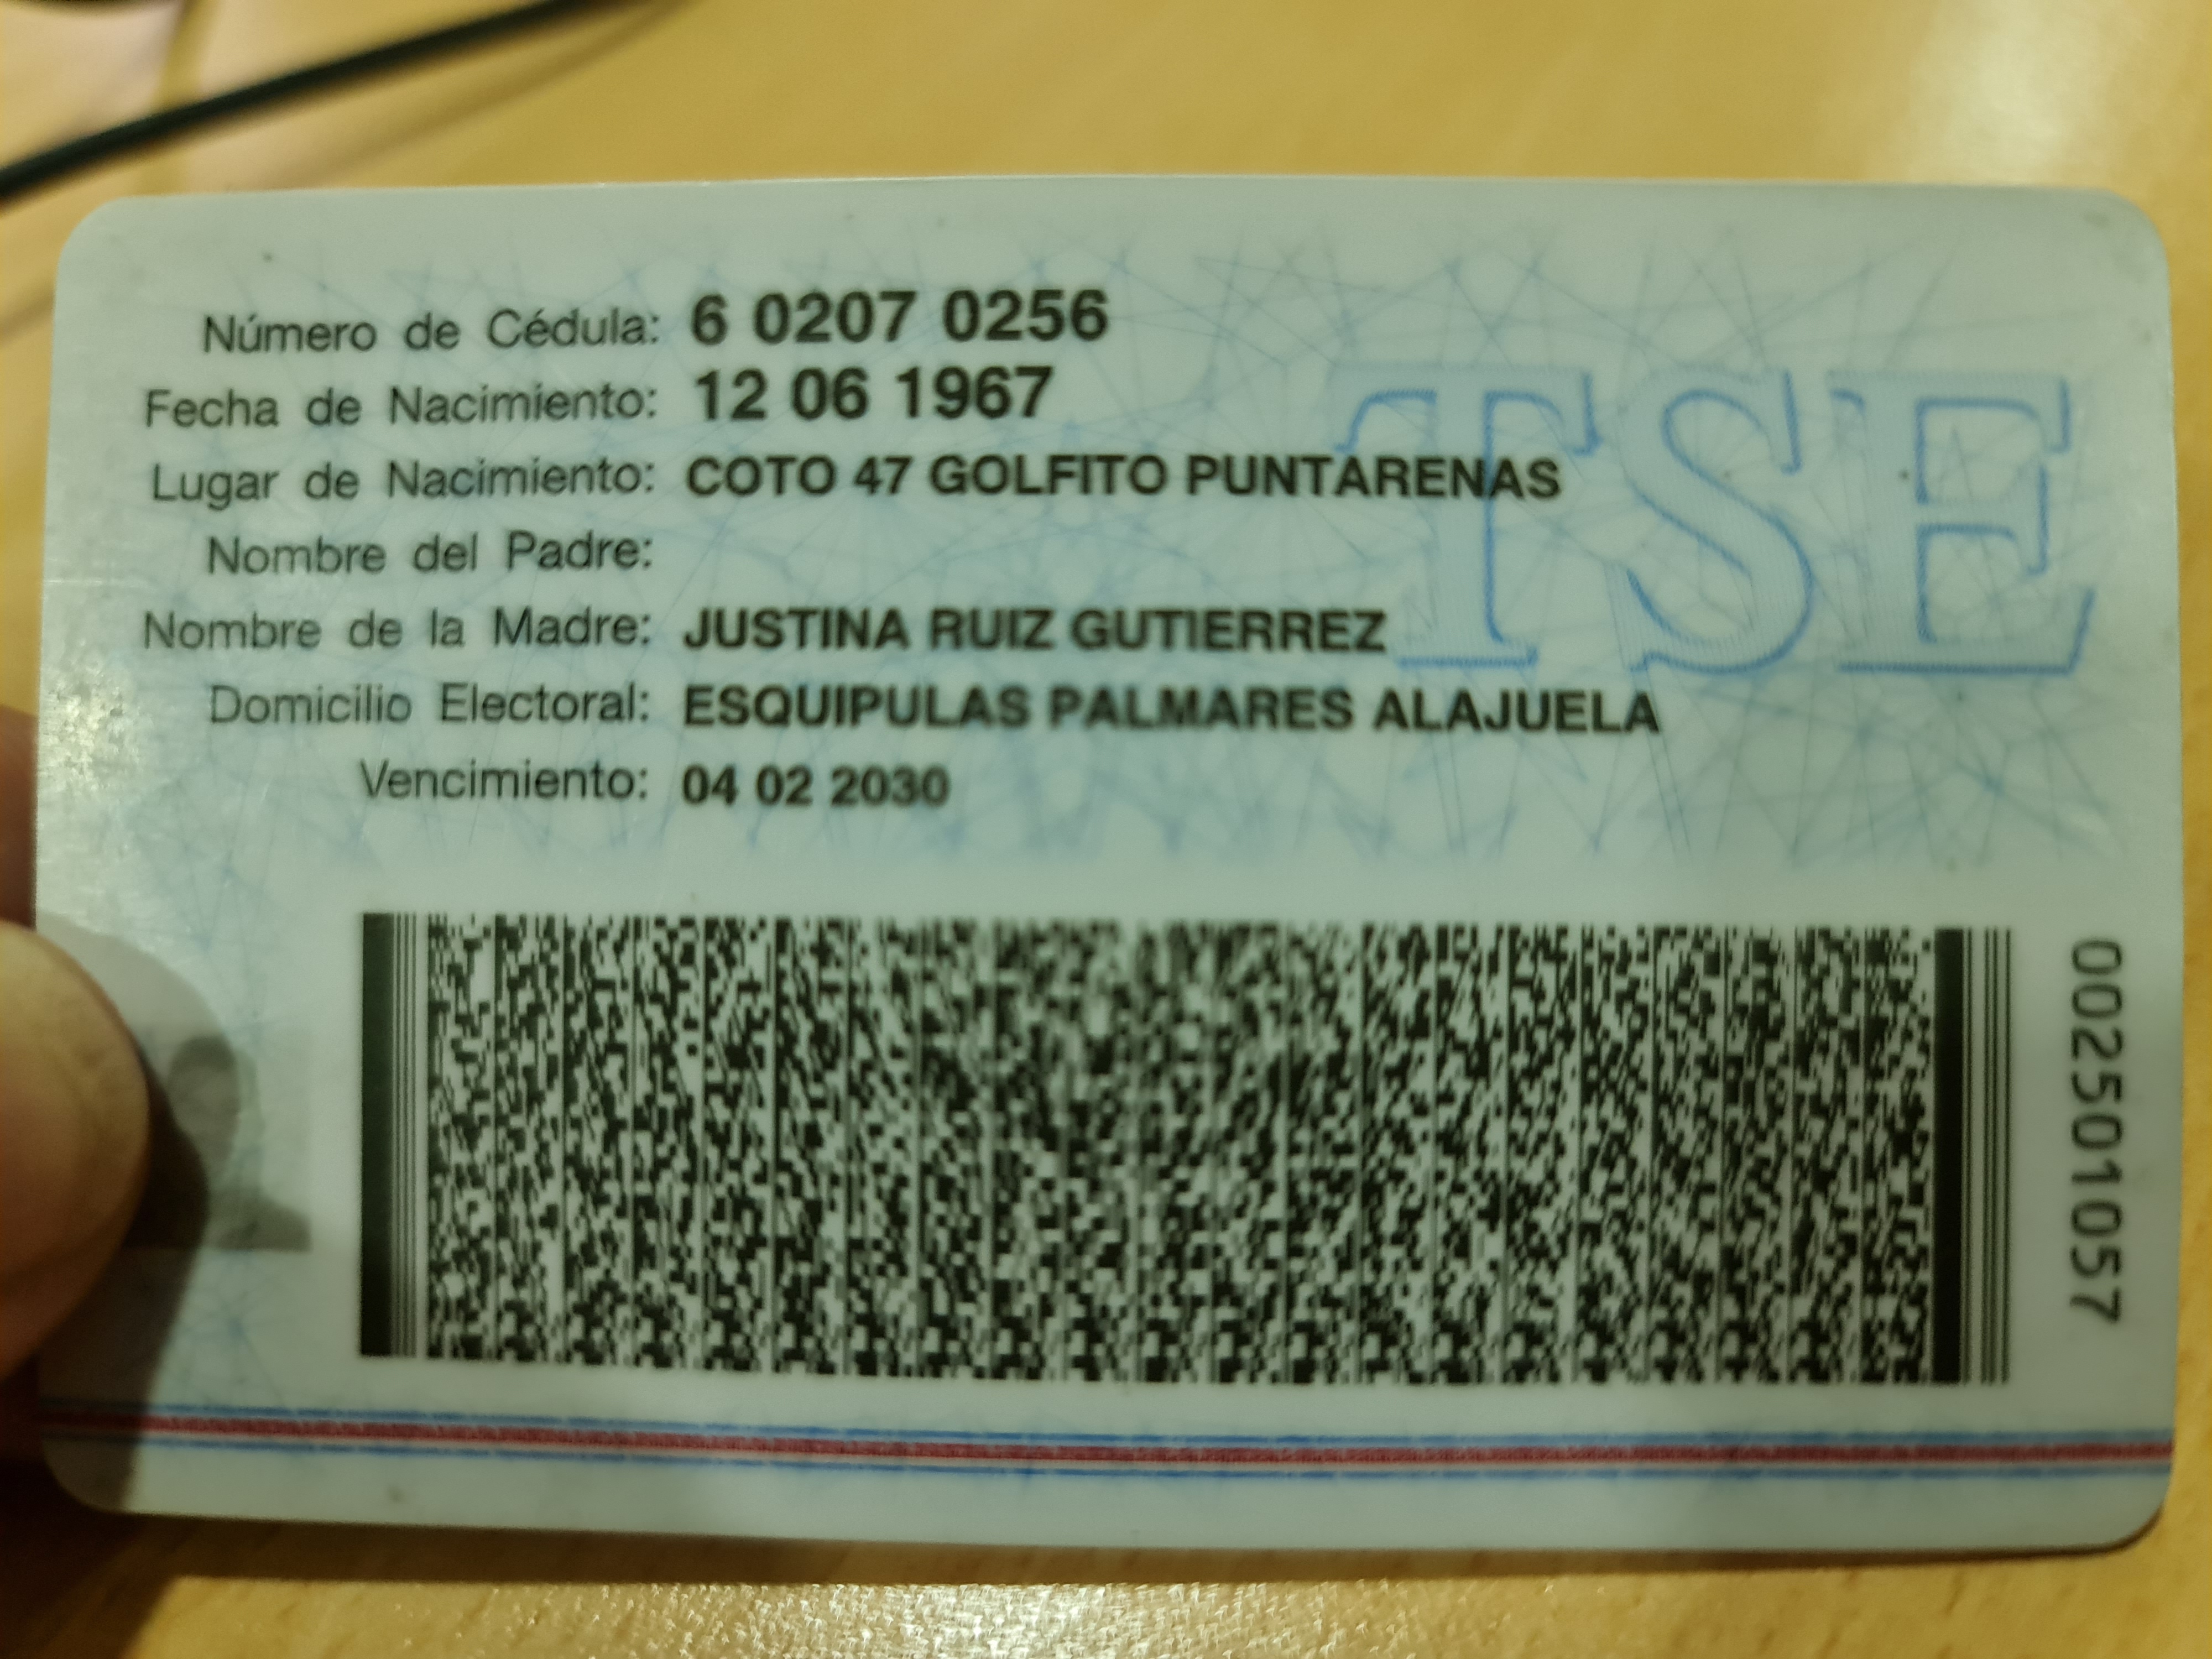 Número de Cédula: 6 0207 0256
Fecha de Nacimiento: 12 06 1967
Lugar de Nacimiento: COTO 47 GOLFITO PUNTARENAS
Nombre del Padre:
Nombre de la Madre: JUSTINA RUIZ GUTIERREZ
Domicilio Electoral: ESQUIPULAS PALMARES ALAJUELA
Vencimiento: 04 02 2030
TSE
002501057